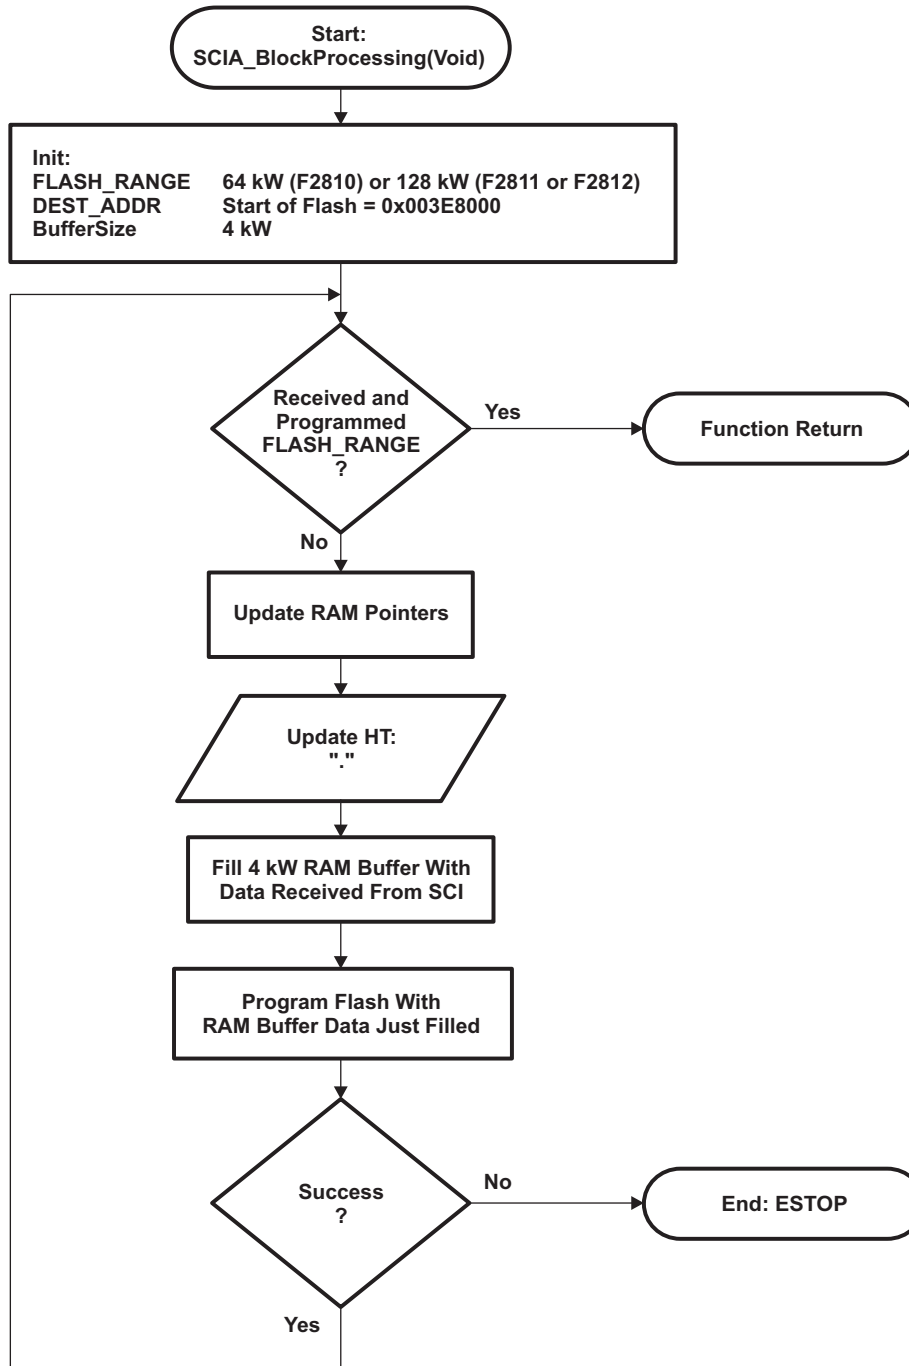 Start:
SCIA_BlockProcessing(Void)
Init:
FLASH_RANGE 64 kW (F2810) or 128 kW (F2811 or F2812)
DEST_ADDR Start of Flash = 0x003E8000
BufferSize 4 kW
Received and
Programmed
FLASH_RANGE
?
Yes
Function Return
No
Update RAM Pointers
Update HT:
"."
Fill 4 kW RAM Buffer With
Data Received From SCI
Program Flash With
RAM Buffer Data Just Filled
Success
?
No
End: ESTOP
Yes